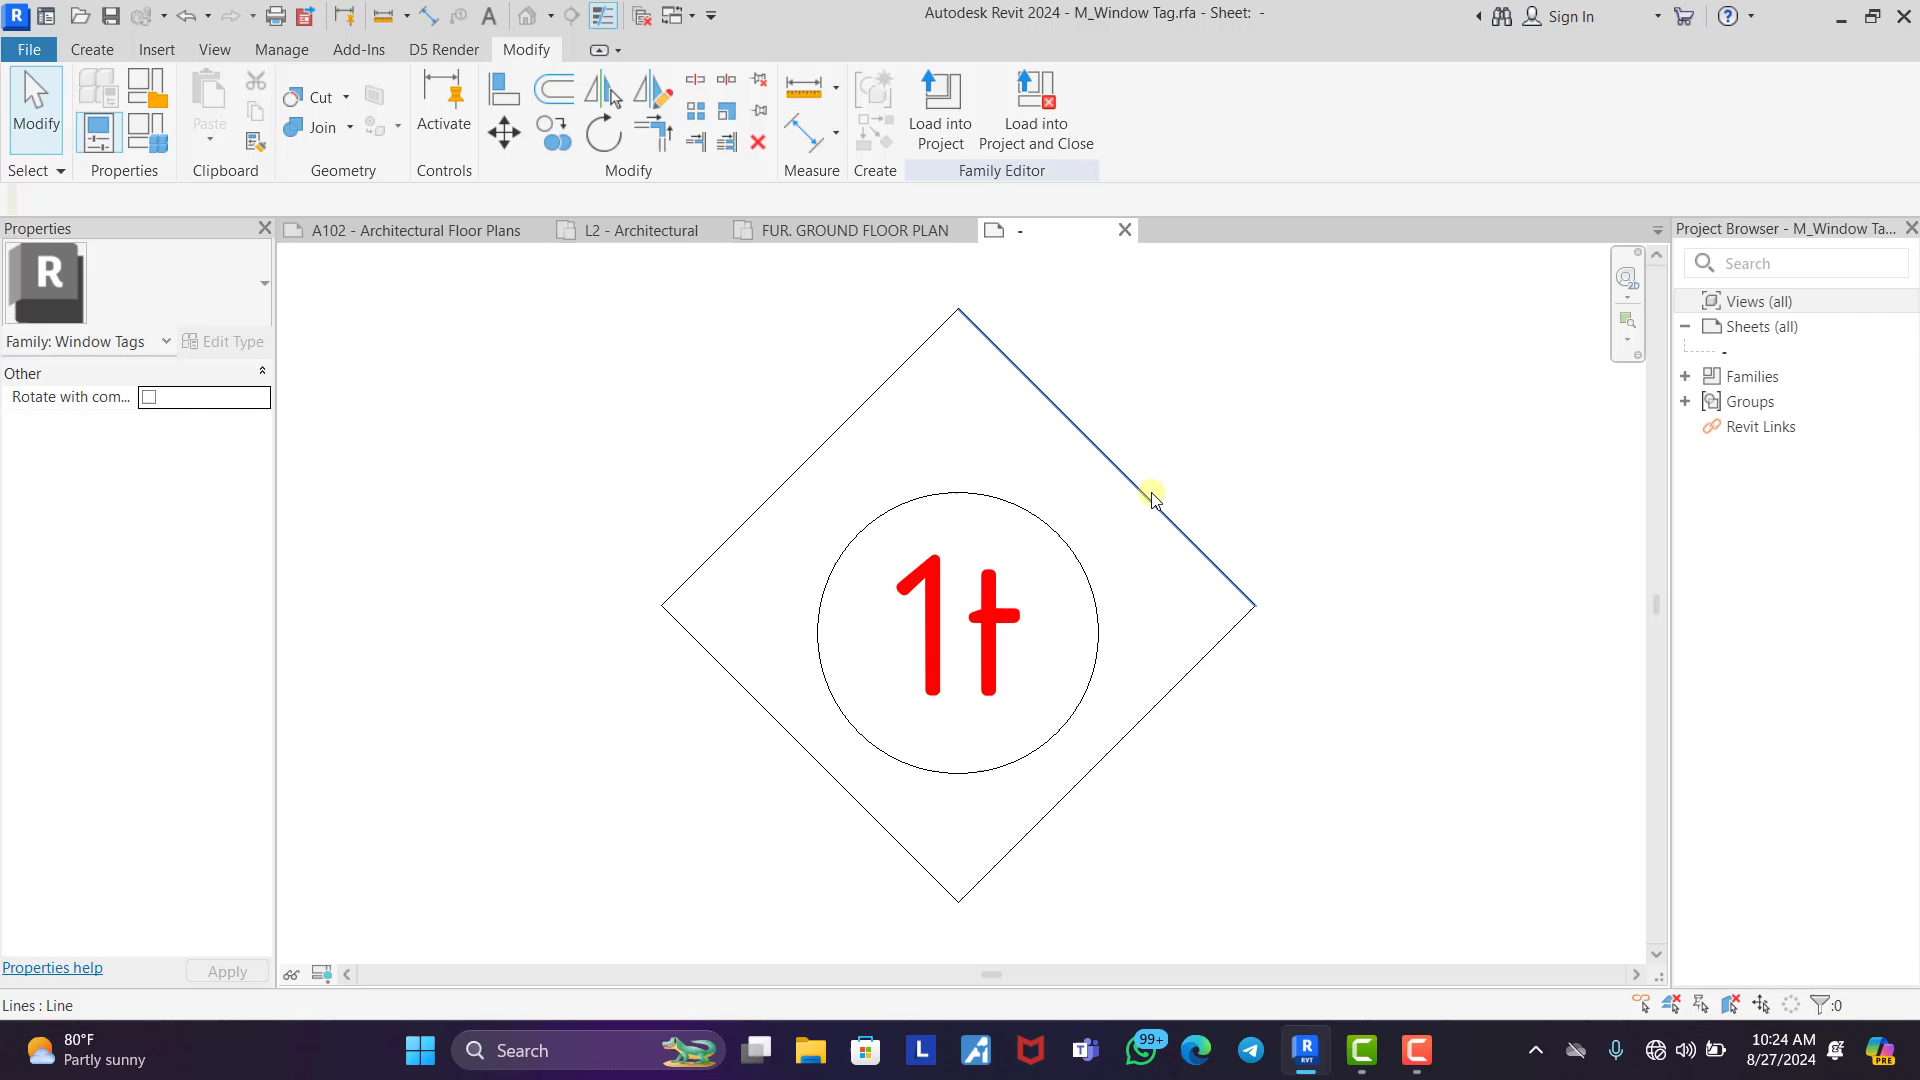 Autodesk Revit 2024 - M_Window Tag.rfa - Sheet: -
Sign In
File
Create
Insert
View
Manage
Add-Ins
D5 Render
Modify
Modify
Paste
Cut
Join
Activate
Load into
Project
Load into
Project and Close
Select
Properties
Clipboard
Geometry
Controls
Modify
Measure
Create
Family Editor
Properties
A102 - Architectural Floor Plans
L2 - Architectural
FUR. GROUND FLOOR PLAN
-
Project Browser - M_Window Ta...
R
Search
2D
Views (all)
Sheets (all)
-
Families
Groups
Revit Links
Family: Window Tags
Edit Type
Other
Rotate with com...
1t
Properties help
Apply
Lines : Line
:0
80°F
Partly sunny
Search
L
99+
R
RVT
C
C
10:24 AM
8/27/2024
PRE